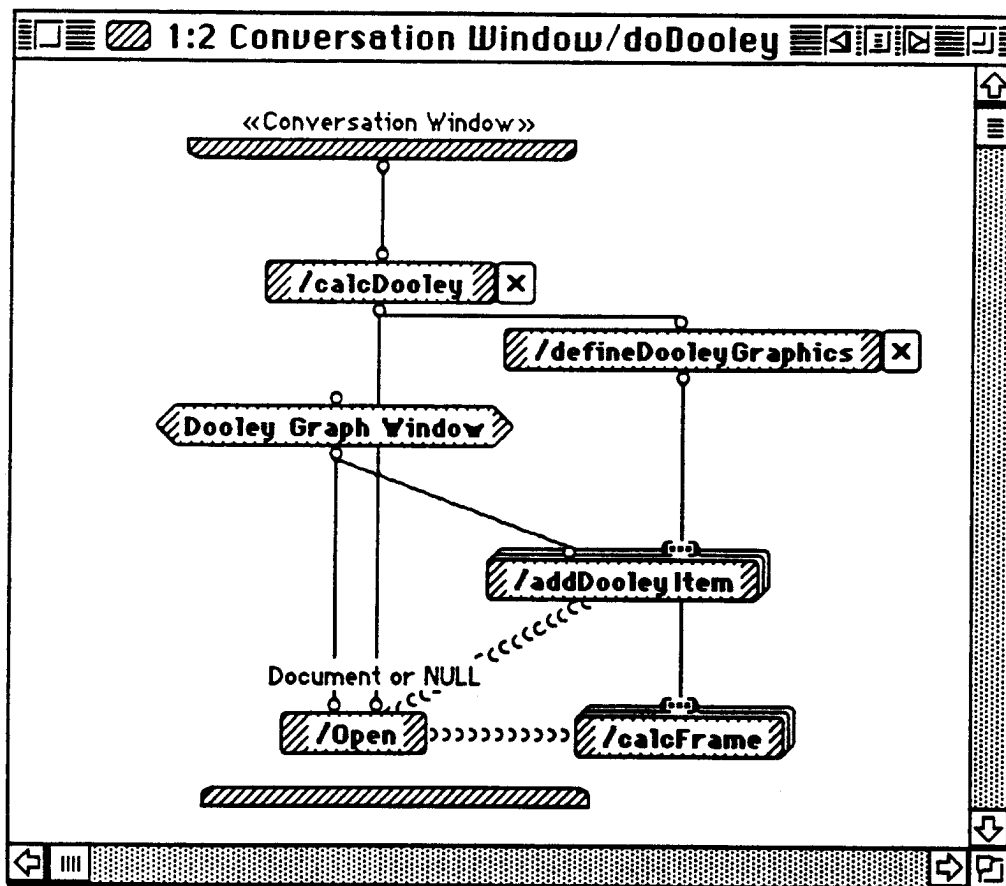 1:2 Conversation Window/doDooley
«Conversation Window»
/calcDooley
/defineDooleyGraphics
Dooley Graph Window
/addDooleyItem
Document or NULL
/Open
/calcFrame